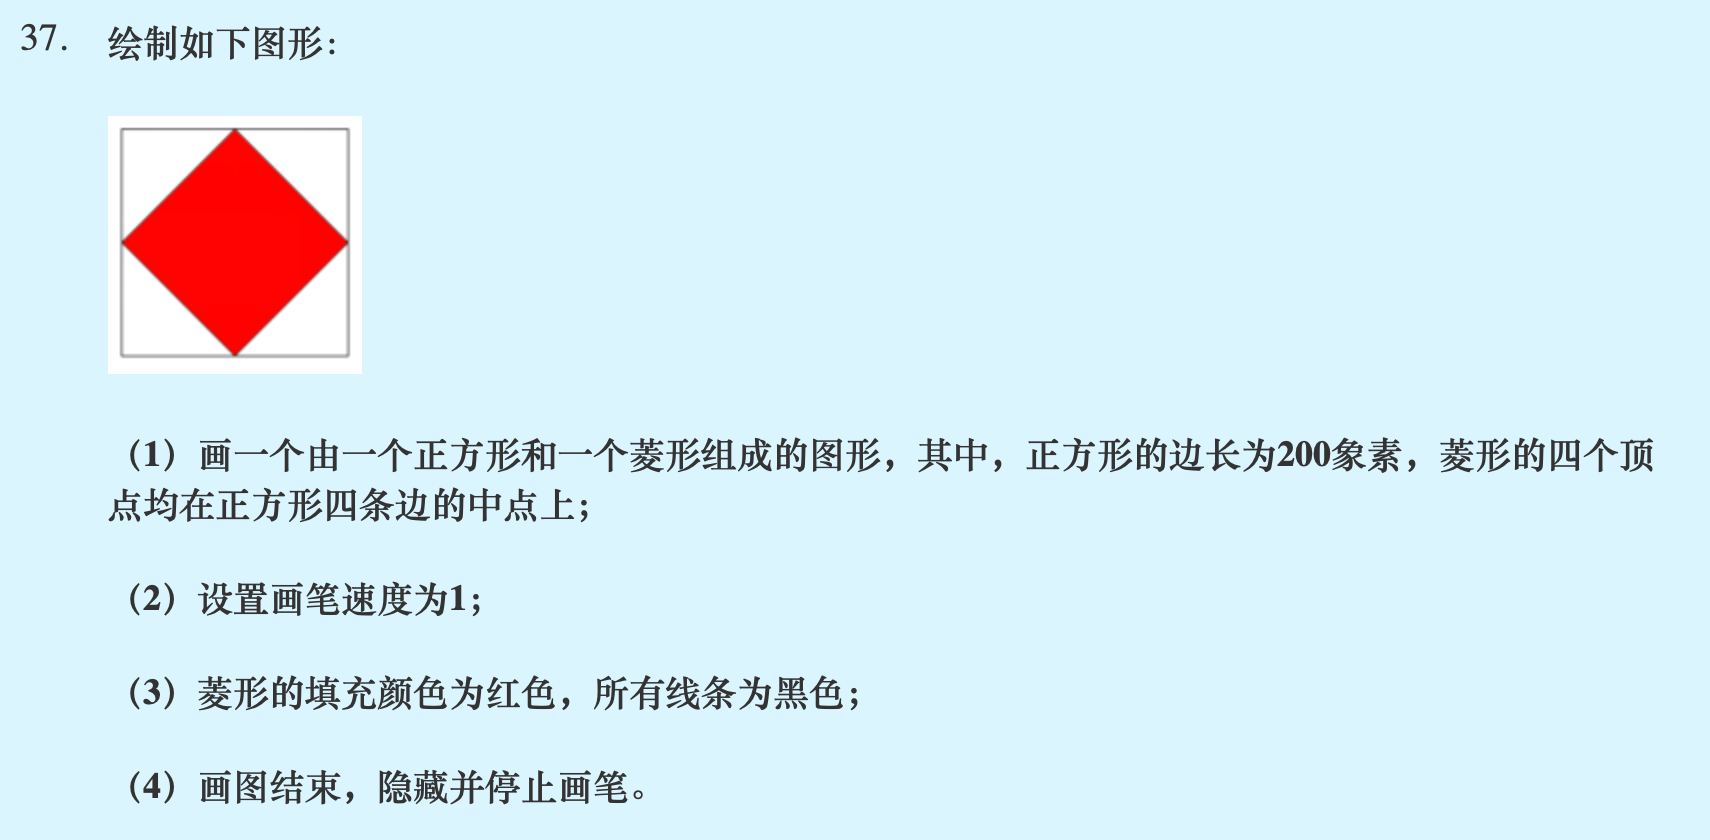 37. 绘制如下图形：
（1）画一个由一个正方形和一个菱形组成的图形，其中，正方形的边长为200象素，菱形的四个顶
点均在正方形四条边的中点上；
（2）设置画笔速度为1；
（3）菱形的填充颜色为红色，所有线条为黑色；
（4）画图结束，隐藏并停止画笔。